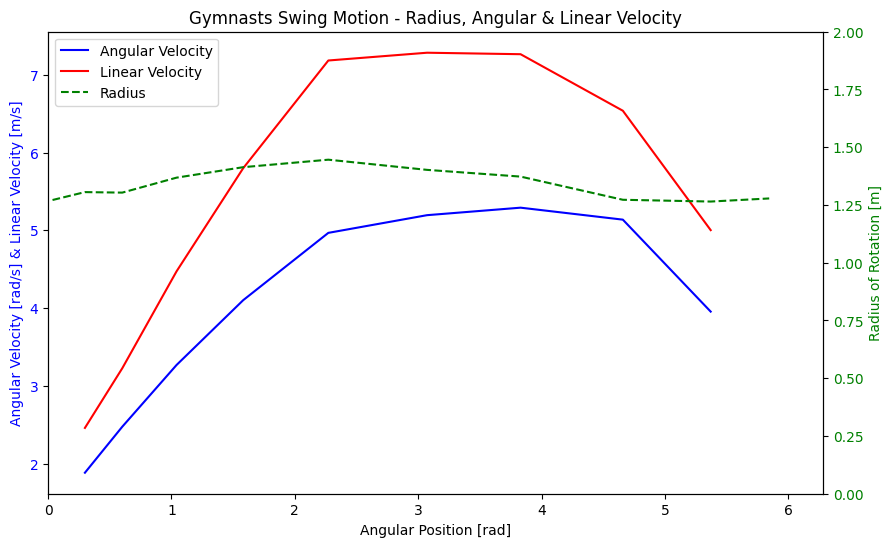 Gymnasts Swing Motion - Radius, Angular & Linear Velocity
Angular Velocity
Linear Velocity
Radius
Angular Velocity [rad/s] & Linear Velocity [m/s]
7
6
5
4
3
2
2.00
1.75
1.50
1.25
1.00
0.75
0.50
0.25
0.00
Radius of Rotation [m]
0 1 2 3 4 5 6
Angular Position [rad]